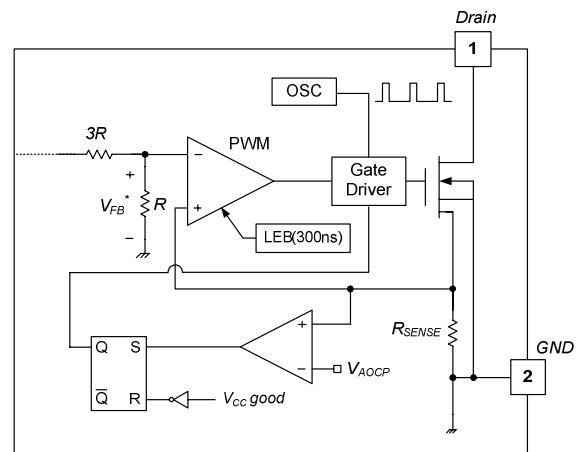 Drain
1
OSC
3R
PWM
−
Gate
Driver
+
V_FB* R
−
+
LEB(300ns)
R_SENSE
GND
2
+
Q S
−
V_AOCP
Q̅ R
V_CC good